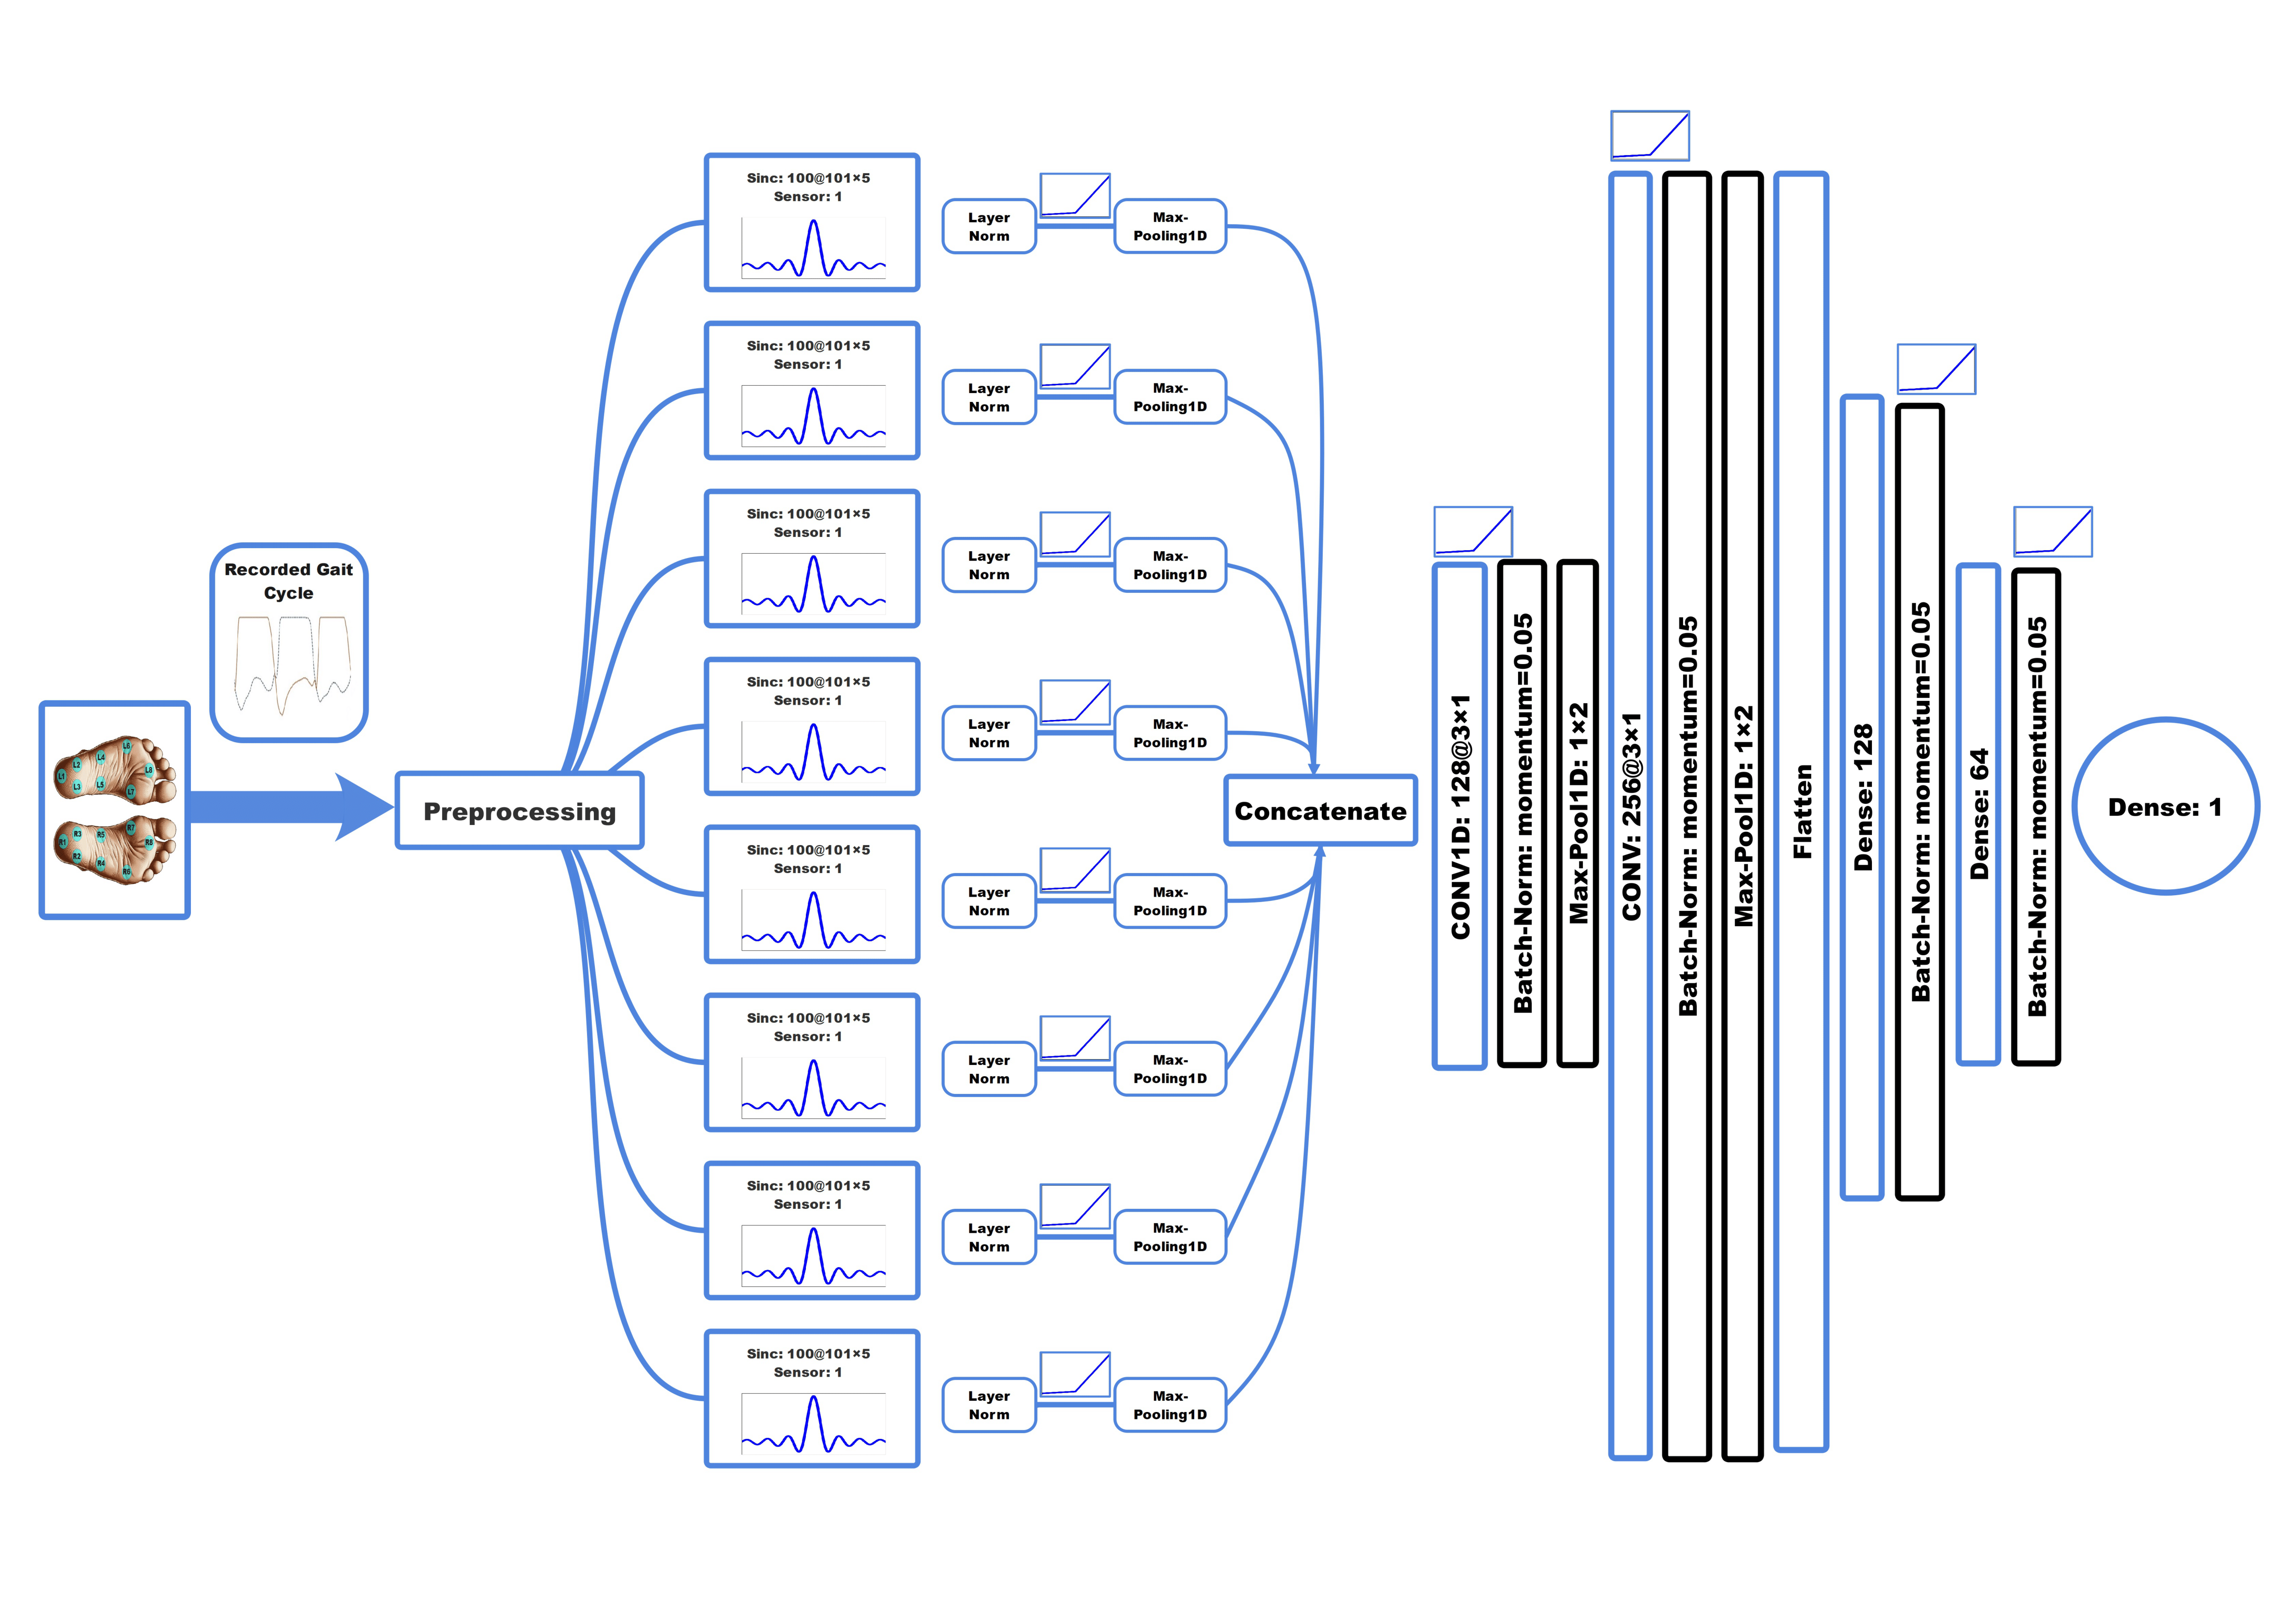 Recorded Gait
Cycle
L6
L4
L2
L8
L1
L3
L5
L7
R7
R3
R5
R1
R8
R2
R4
R6
Preprocessing
Sinc: 100@101×5
Sensor: 1
Layer
Norm
Max-
Pooling1D
Sinc: 100@101×5
Sensor: 1
Layer
Norm
Max-
Pooling1D
Sinc: 100@101×5
Sensor: 1
Layer
Norm
Max-
Pooling1D
Sinc: 100@101×5
Sensor: 1
Layer
Norm
Max-
Pooling1D
Sinc: 100@101×5
Sensor: 1
Layer
Norm
Max-
Pooling1D
Sinc: 100@101×5
Sensor: 1
Layer
Norm
Max-
Pooling1D
Sinc: 100@101×5
Sensor: 1
Layer
Norm
Max-
Pooling1D
Sinc: 100@101×5
Sensor: 1
Layer
Norm
Max-
Pooling1D
Concatenate
CONV1D: 128@3×1
Batch-Norm: momentum=0.05
Max-Pool1D: 1×2
CONV: 256@3×1
Batch-Norm: momentum=0.05
Max-Pool1D: 1×2
Flatten
Dense: 128
Batch-Norm: momentum=0.05
Dense: 64
Batch-Norm: momentum=0.05
Dense: 1